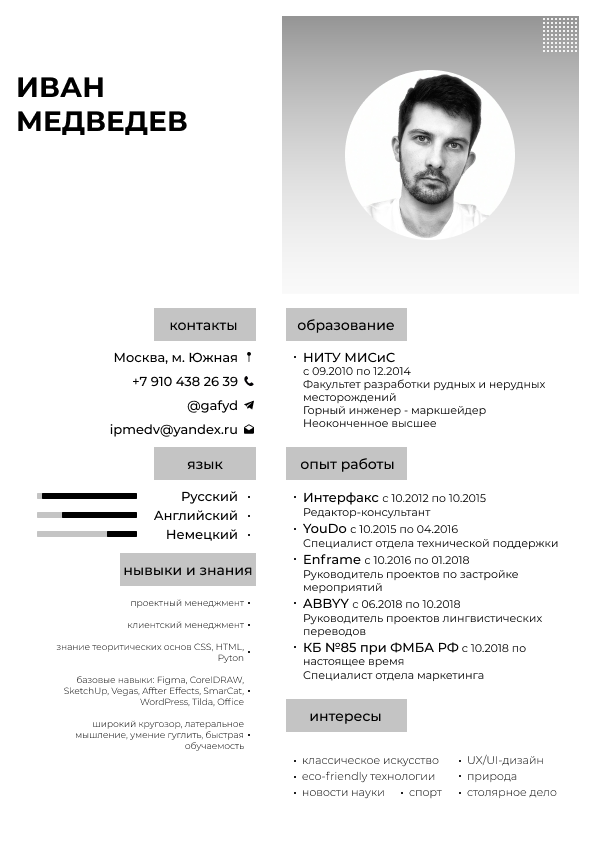 ИВАН
МЕДВЕДЕВ
контакты
Москва, м. Южная
+7 910 438 26 39
@gafyd
ipmedv@yandex.ru
язык
Русский
Английский
Немецкий
нывыки и знания
проектный менеджмент
клиентский менеджмент
знание теоритических основ CSS, HTML,
Pyton
базовые навыки: Figma, CorelDRAW,
SketchUp, Vegas, Affter Effects, SmarCat,
WordPress, Tilda, Office
широкий кругозор, латеральное
мышление, умение гуглить, быстрая
обучаемость
образование
НИТУ МИСиС
с 09.2010 по 12.2014
Факультет разработки рудных и нерудных
месторождений
Горный инженер - маркшейдер
Неоконченное высшее
опыт работы
Интерфакс с 10.2012 по 10.2015
Редактор-консультант
YouDo с 10.2015 по 04.2016
Специалист отдела технической поддержки
Enframe с 10.2016 по 01.2018
Руководитель проектов по застройке
мероприятий
ABBYY с 06.2018 по 10.2018
Руководитель проектов лингвистических
переводов
КБ №85 при ФМБА РФ с 10.2018 по
настоящее время
Специалист отдела маркетинга
интересы
классическое искусство
UX/UI-дизайн
eco-friendly технологии
природа
новости науки
спорт
столярное дело